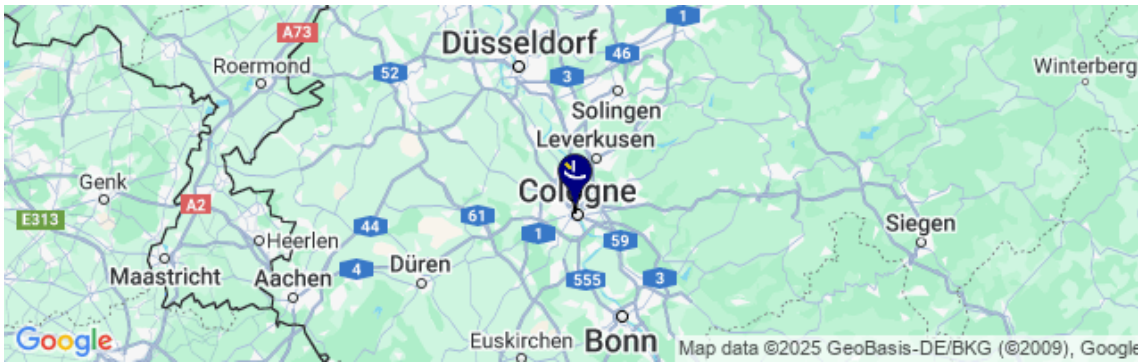 1
A73
Düsseldorf
46
Roermond
52
3
Winterberg
Solingen
Leverkusen
Genk
Cologne
A2
E313
44
61
1
59
Siegen
Heerlen
Maastricht
Aachen
4
Düren
555
3
Euskirchen
Bonn
Google
Map data ©2025 GeoBasis-DE/BKG (©2009), Google